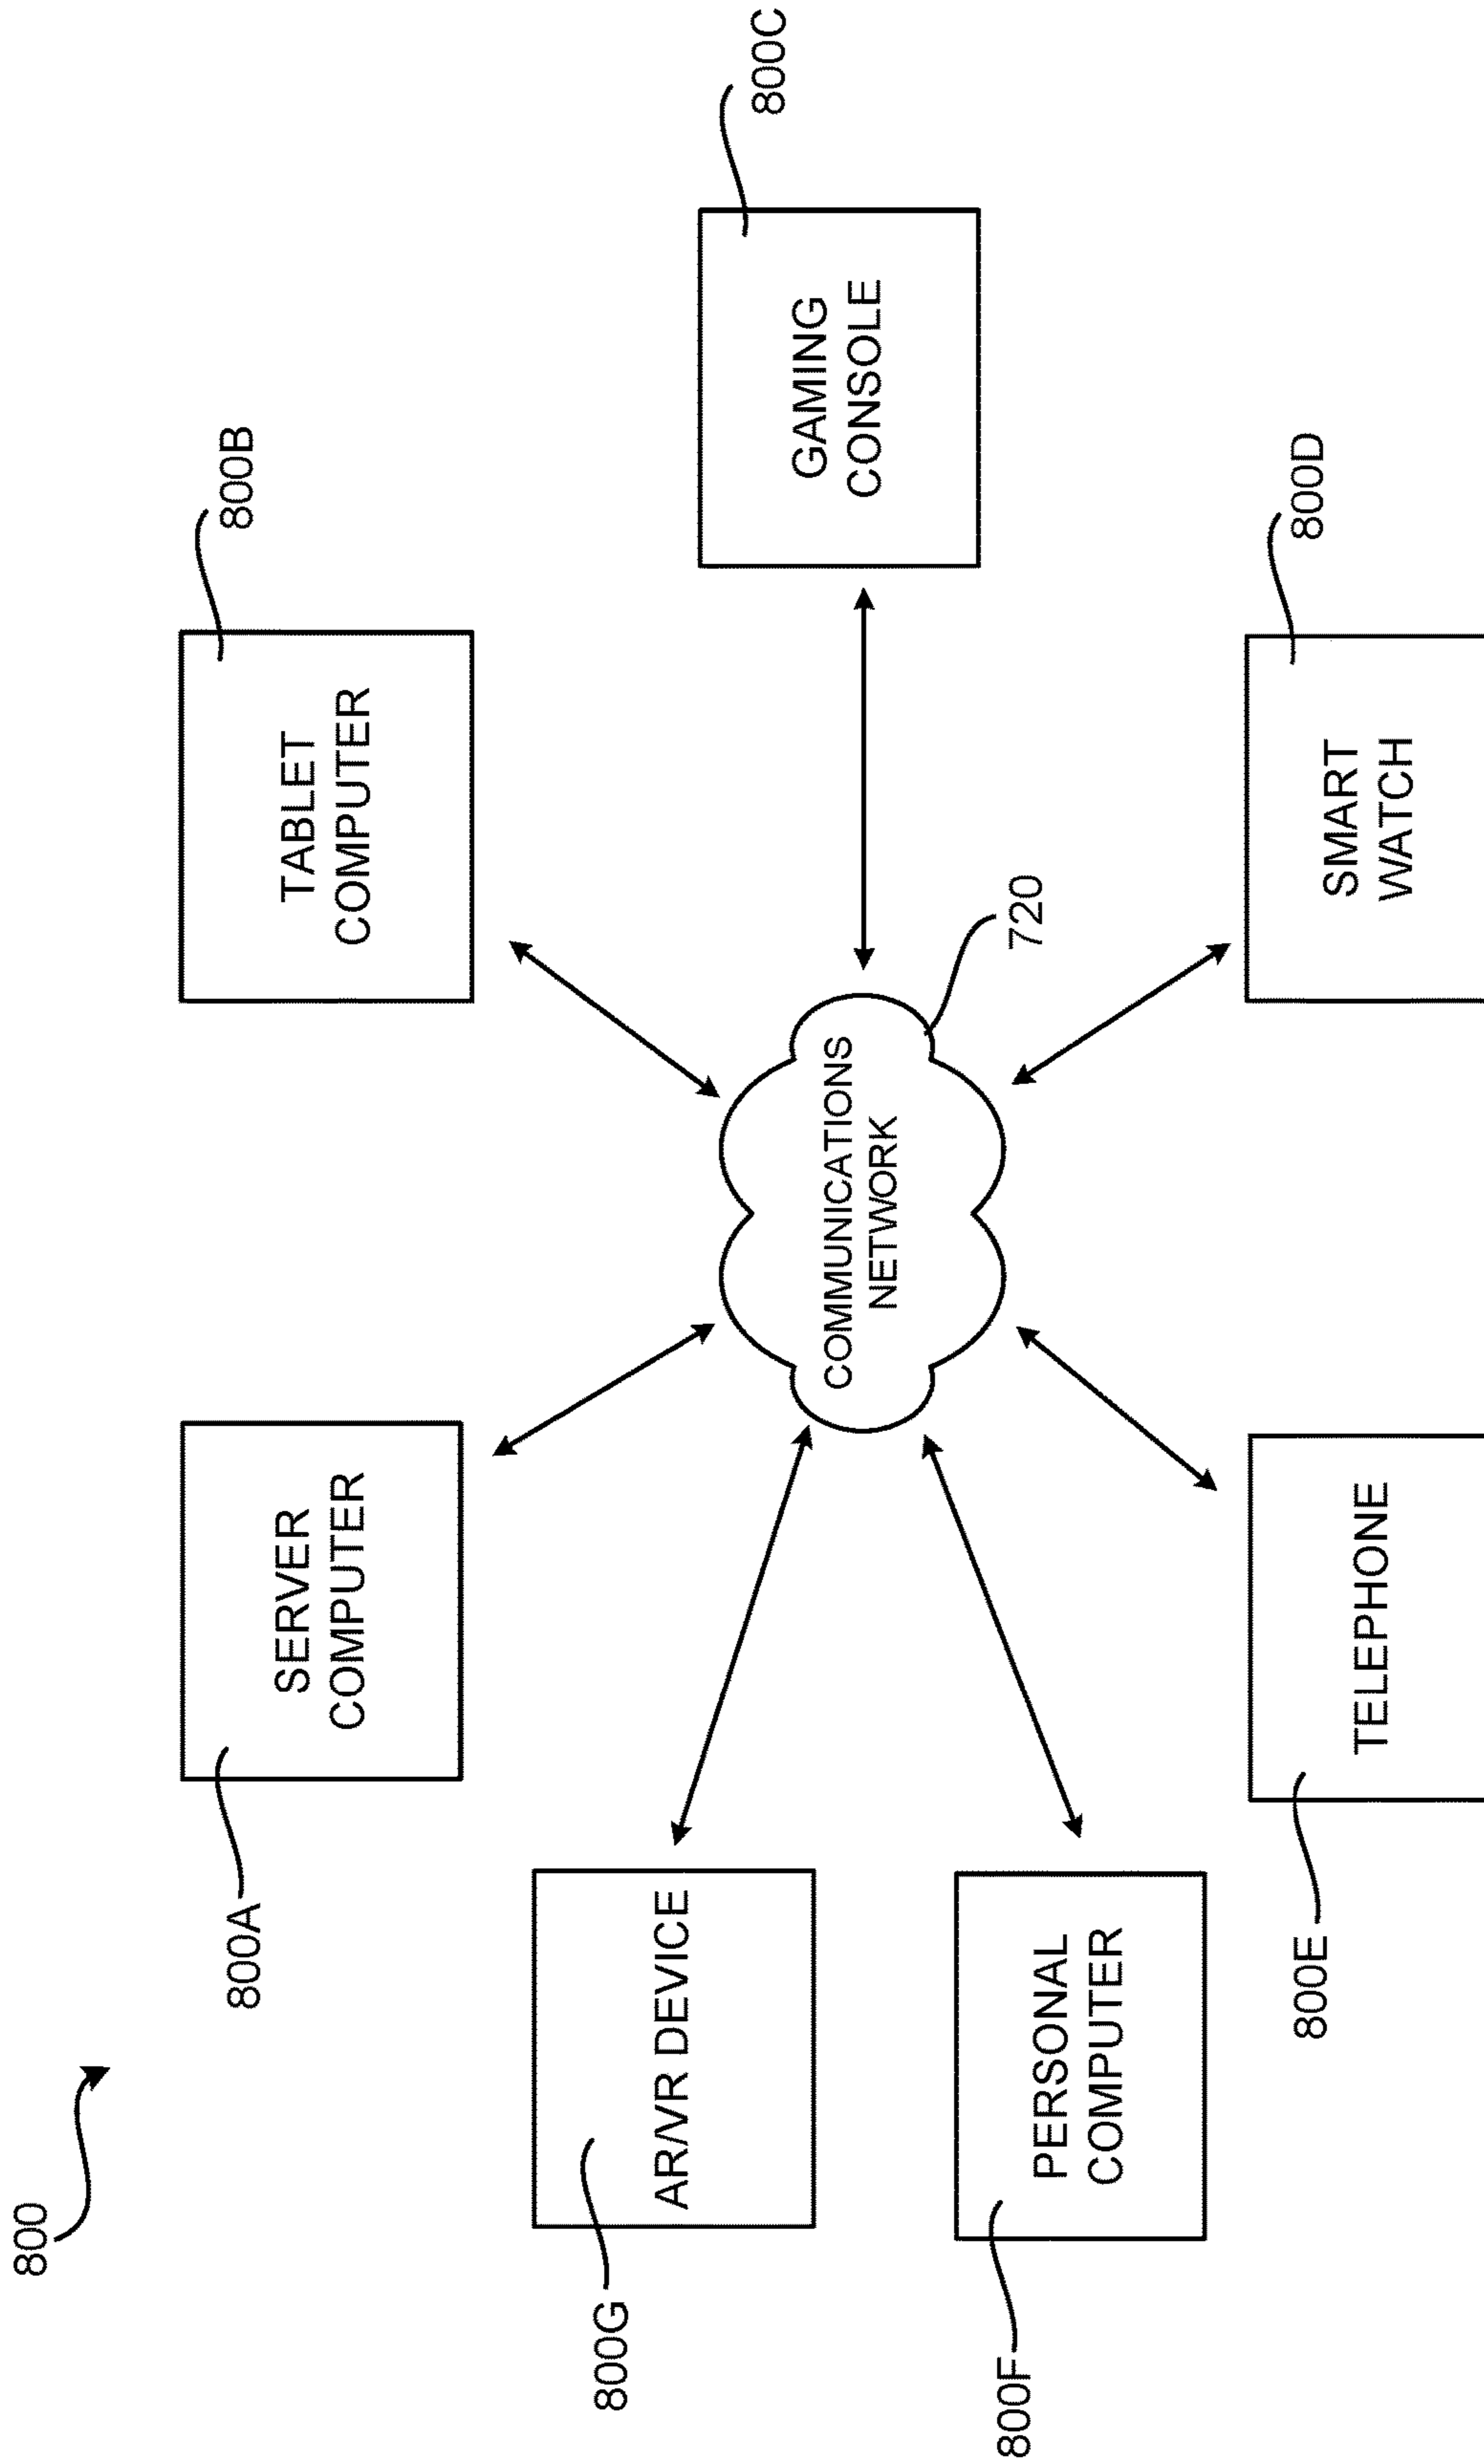 800
800A
SERVER
COMPUTER
TABLET
COMPUTER
800B
800G
AR/VR DEVICE
COMMUNICATIONS
NETWORK
720
GAMING
CONSOLE
800C
800F
PERSONAL
COMPUTER
800E
TELEPHONE
SMART
WATCH
800D